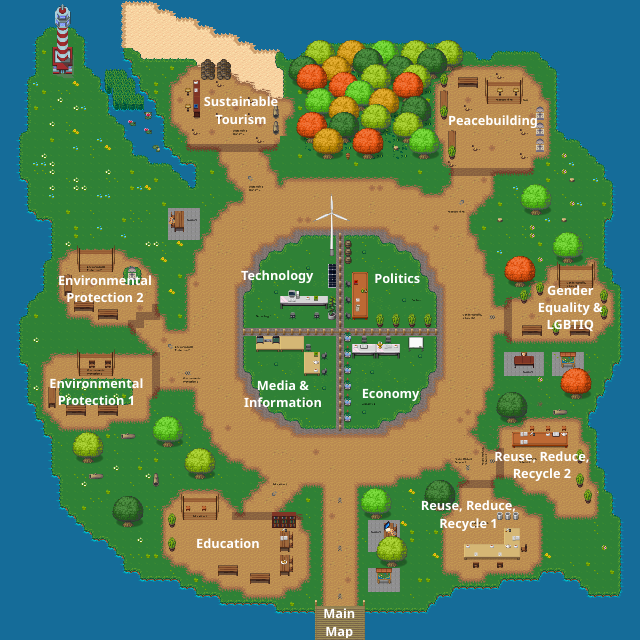 Sustainable
Tourism
Peacebuilding
Technology
Politics
Environmental
Protection 2
Gender
Equality &
LGBTIQ
Environmental
Protection 1
Media &
Information
Economy
Reuse, Reduce,
Recycle 2
Reuse, Reduce,
Recycle 1
Education
Main
Map